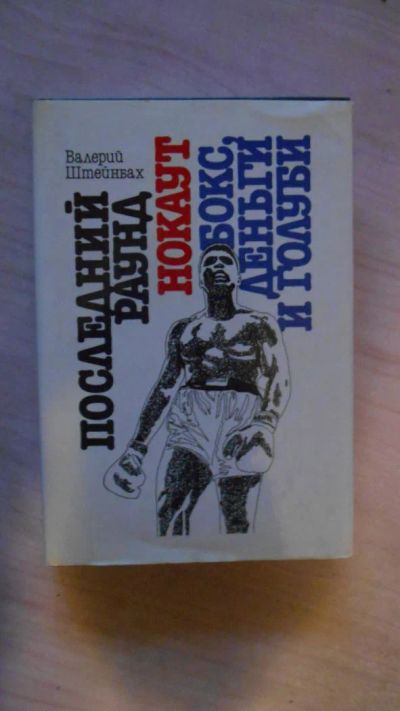 Валерий
Штейнбах
ПОСЛЕДНИЙ
РАУНД
НОКАУТ
БОКС,
ДЕНЬГИ
И ГОЛУБИ